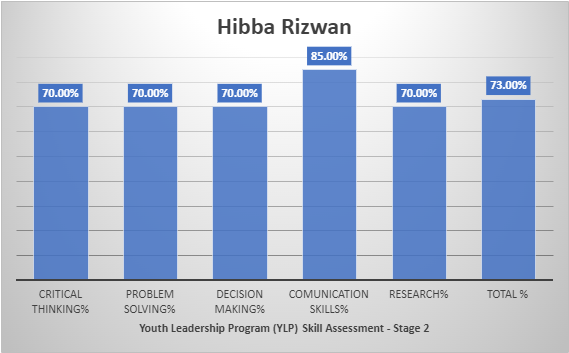 Hibba Rizwan
85.00%
70.00% 70.00% 70.00% 70.00% 73.00%
CRITICAL THINKING%
PROBLEM SOLVING%
DECISION MAKING%
COMUNICATION SKILLS%
RESEARCH%
TOTAL %
Youth Leadership Program (YLP) Skill Assessment - Stage 2